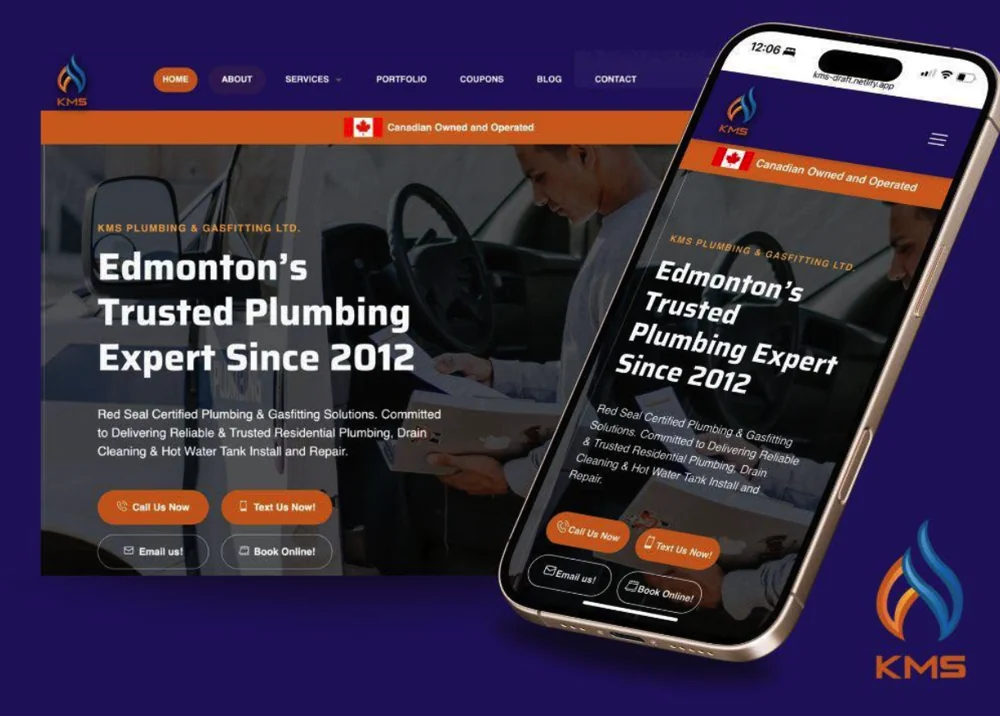 KMS
HOME ABOUT SERVICES PORTFOLIO COUPONS BLOG CONTACT
Canadian Owned and Operated
KMS PLUMBING & GASFITTING LTD.
Edmonton's
Trusted Plumbing
Expert Since 2012
Red Seal Certified Plumbing & Gasfitting Solutions. Committed
to Delivering Reliable & Trusted Residential Plumbing, Drain
Cleaning & Hot Water Tank Install and Repair.
Call Us Now Text Us Now!
Email us! Book Online!
PLUMBING
12:06
kms-draft.netlify.app
KMS
Canadian Owned and Operated
KMS PLUMBING & GASFITTING LTD.
Edmonton's
Trusted
Plumbing Expert
Since 2012
Red Seal Certified Plumbing & Gasfitting
Solutions. Committed to Delivering Reliable
& Trusted Residential Plumbing, Drain
Cleaning & Hot Water Tank Install and
Repair.
Call Us Now Text Us Now!
Email us! Book Online!
KMS